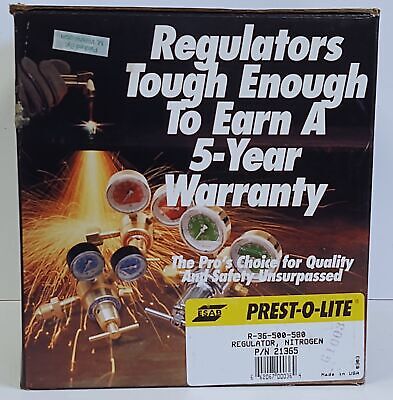 Regulators
Tough Enough
To Earn A
5-Year
Warranty
The Pro's Choice for Quality
And Safety Unsurpassed
ESAB
PREST-O-LITE
R-36-500-580
REGULATOR, NITROGEN
P/N 21365
Made in USA
G1003